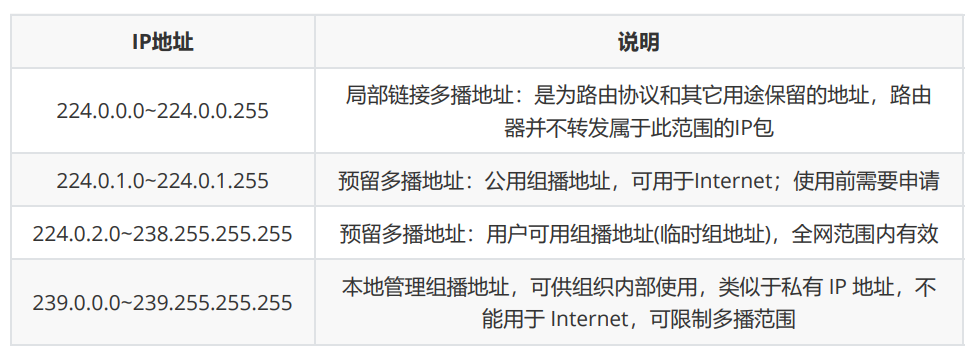 IP地址
说明
224.0.0.0~224.0.0.255
局部链接多播地址：是为路由协议和其它用途保留的地址，路由
器并不转发属于此范围的IP包
224.0.1.0~224.0.1.255
预留多播地址：公用组播地址，可用于Internet；使用前需要申请
224.0.2.0~238.255.255.255
预留多播地址：用户可用组播地址(临时组地址)，全网范围内有效
239.0.0.0~239.255.255.255
本地管理组播地址，可供组织内部使用，类似于私有 IP 地址，不
能用于 Internet，可限制多播范围